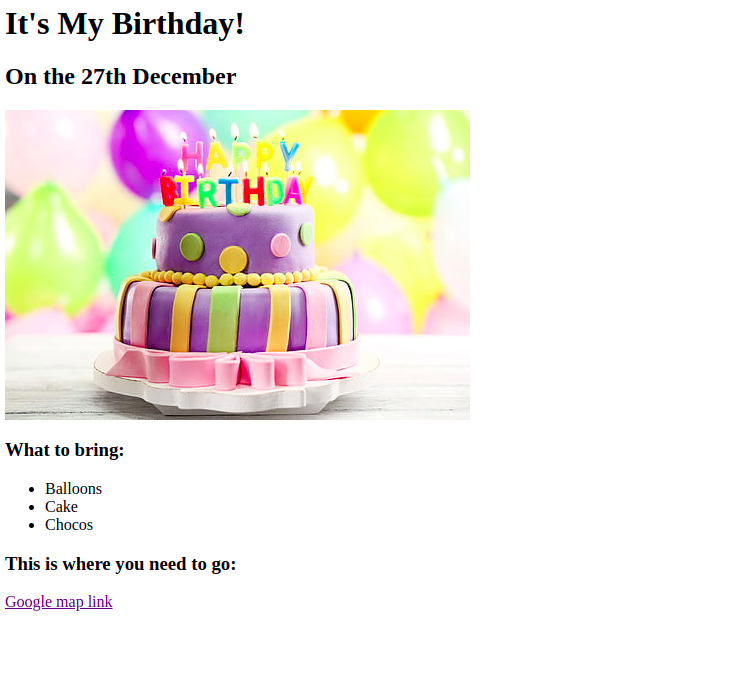 It's My Birthday!
On the 27th December
HAPPY
BIRTHDAY
What to bring:
Balloons
Cake
Chocos
This is where you need to go:
Google map link